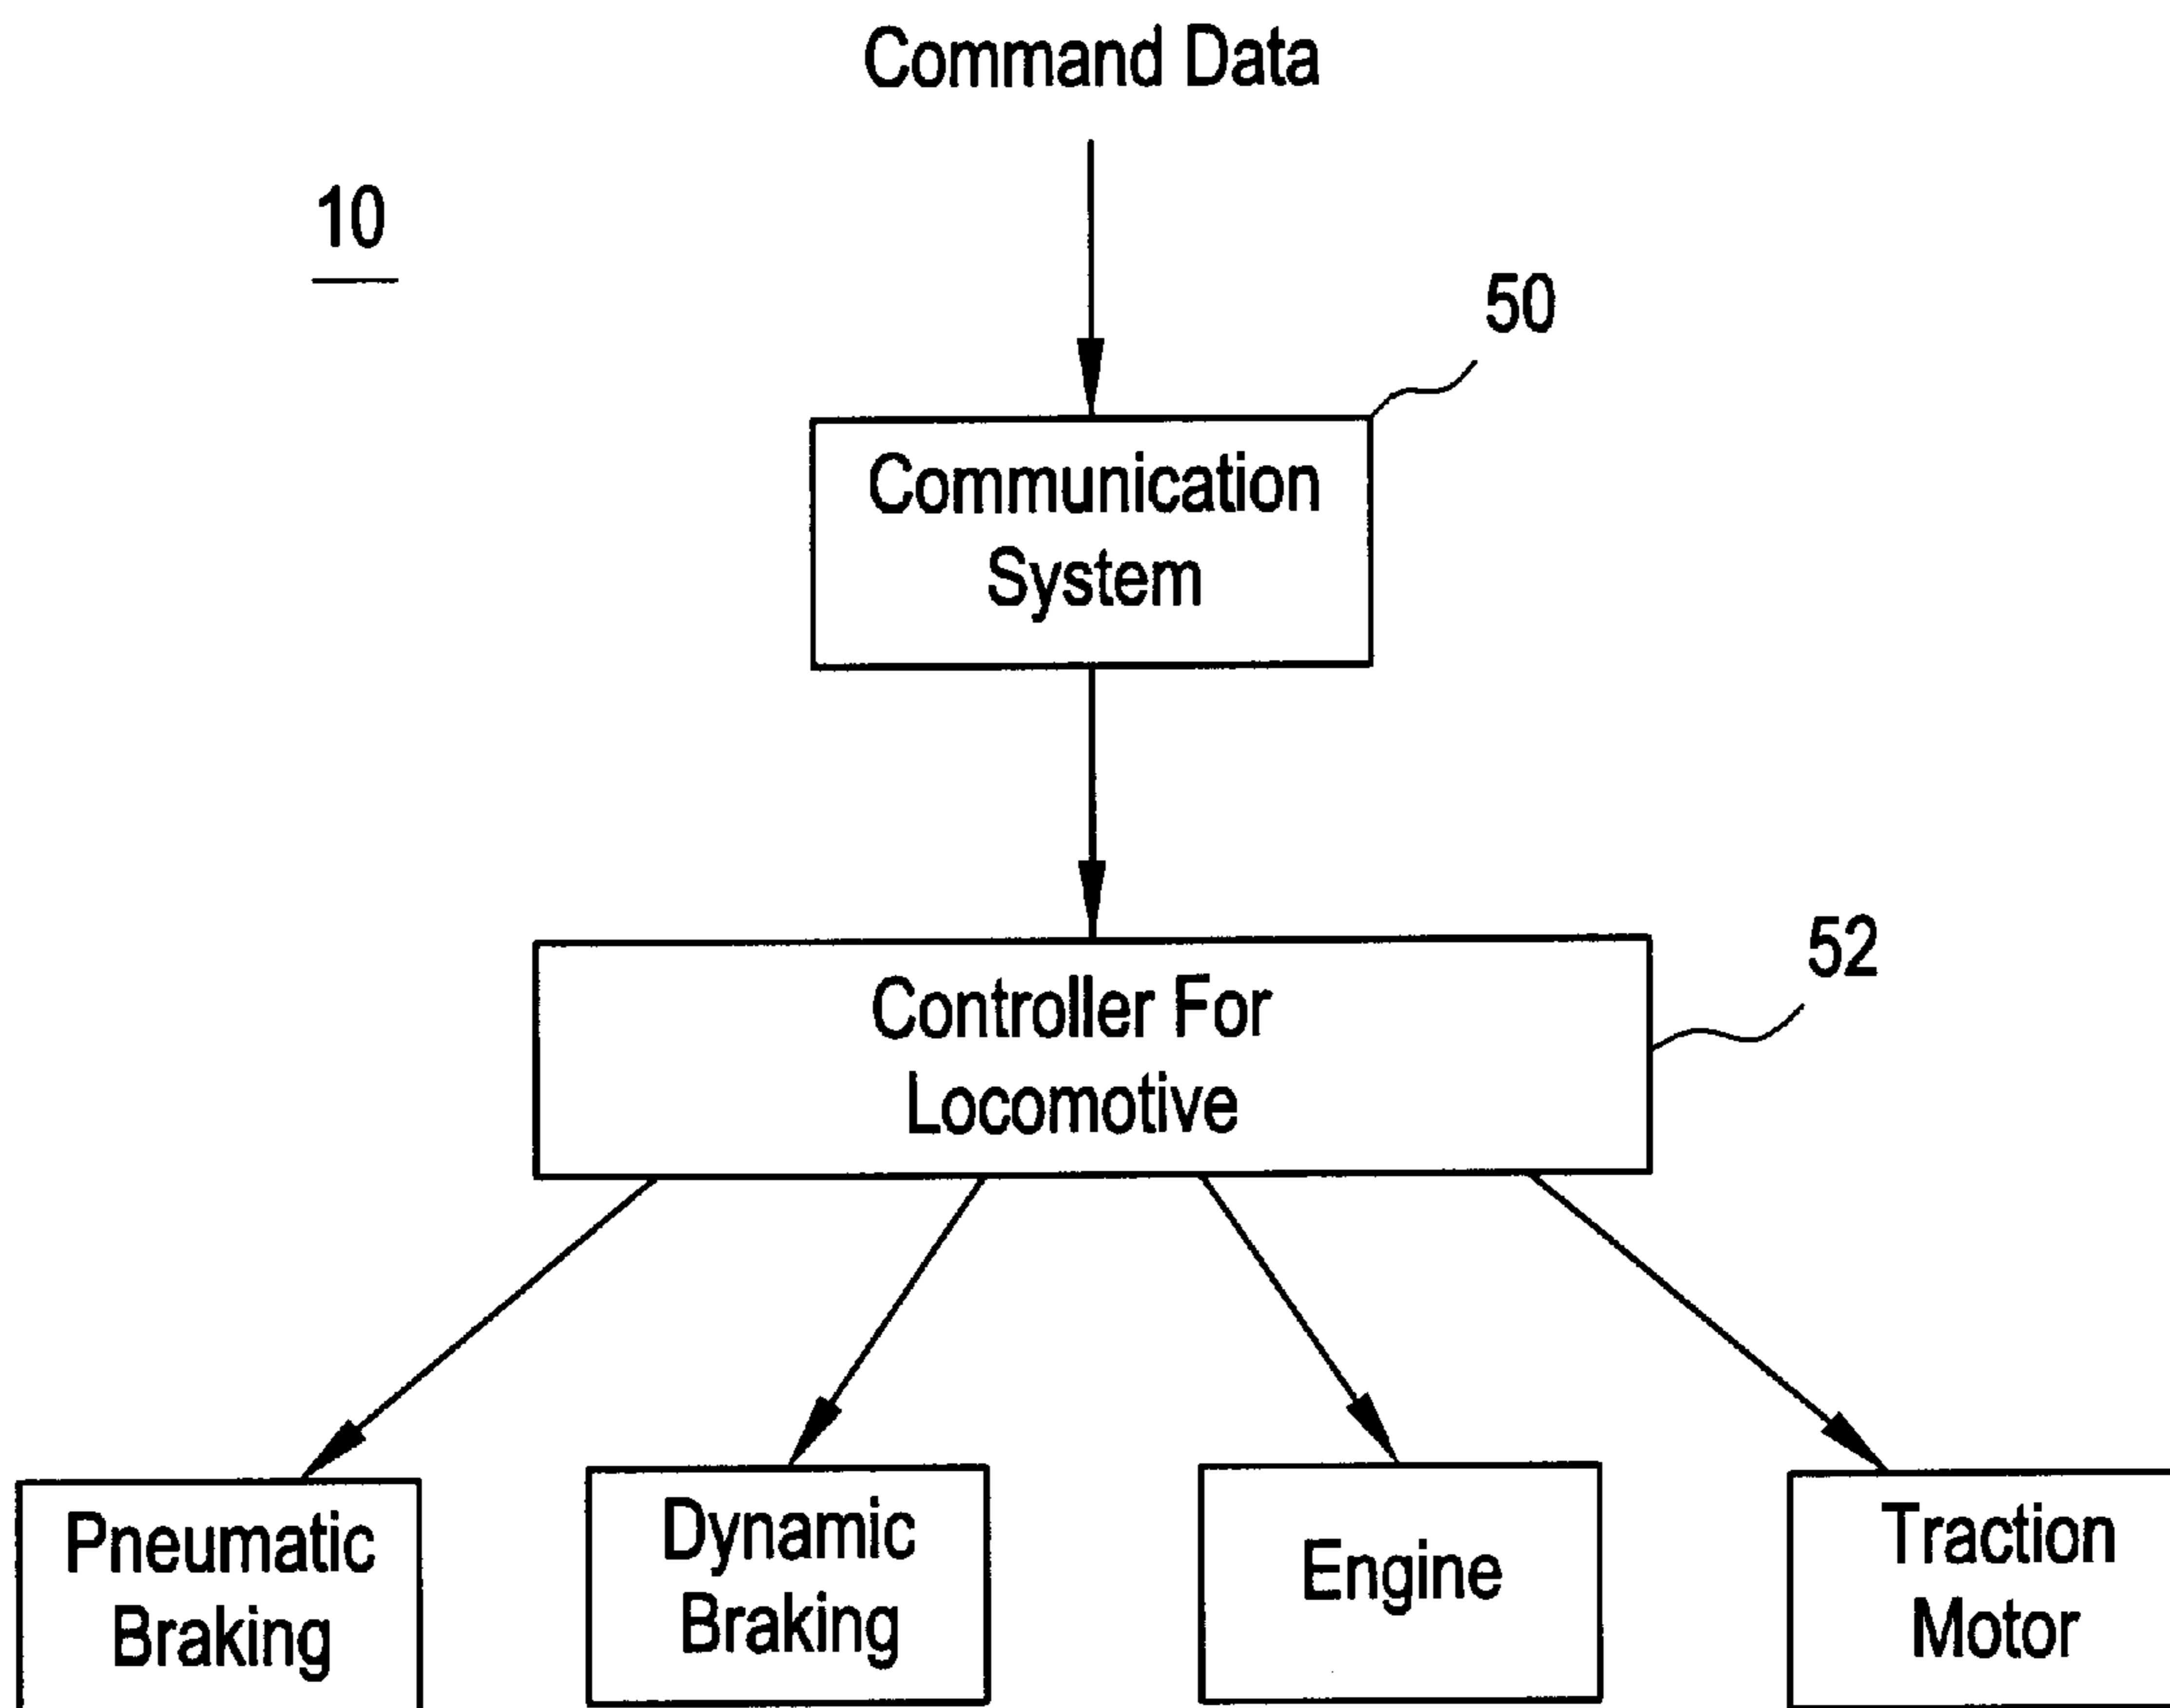 Command Data
10
50
Communication
System
52
Controller For
Locomotive
Pneumatic
Braking
Dynamic
Braking
Engine
Traction
Motor